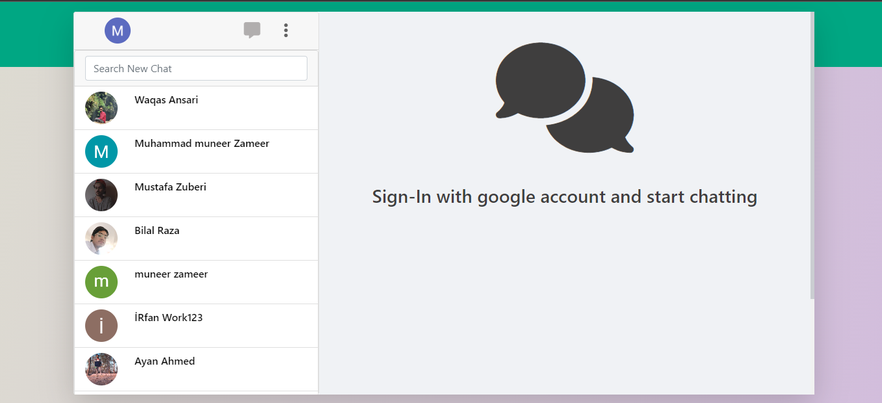 M
Search New Chat
Waqas Ansari
M
Muhammad muneer Zameer
Mustafa Zuberi
Bilal Raza
m
muneer zameer
i
İRfan Work123
Ayan Ahmed
Sign-In with google account and start chatting